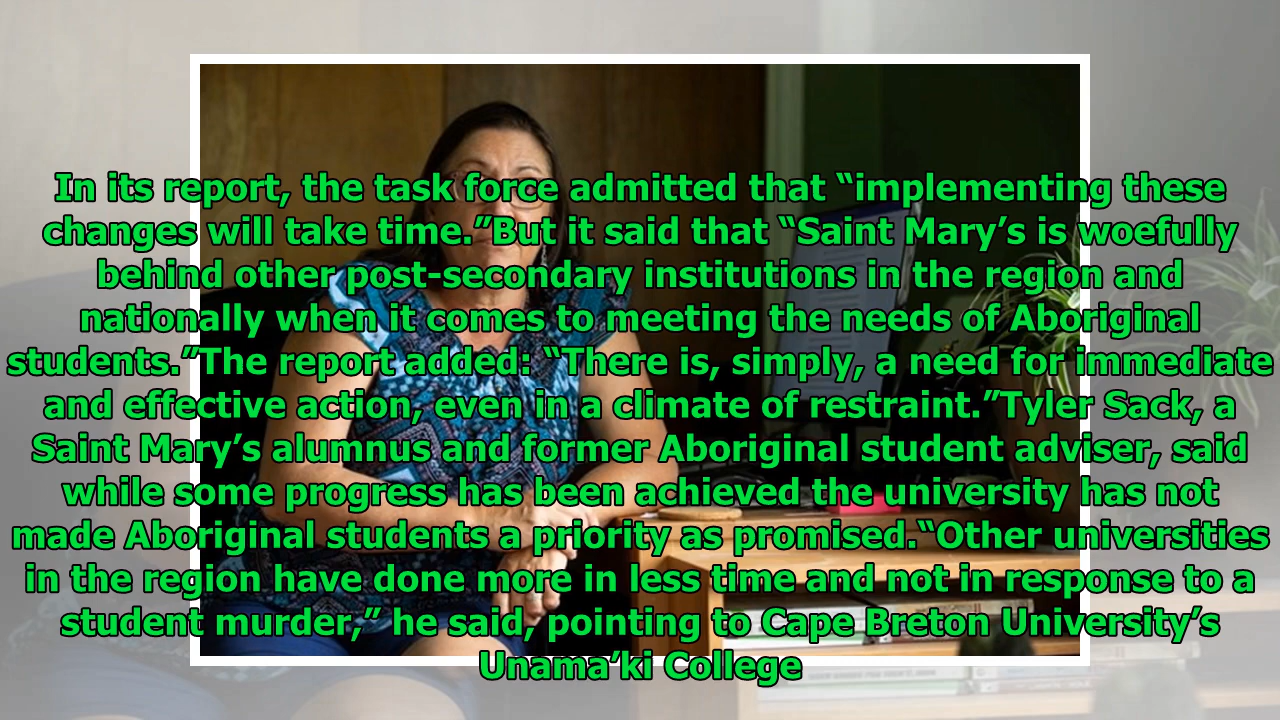 In its report, the task force admitted that “implementing these
changes will take time.”But it said that “Saint Mary’s is woefully
behind other post-secondary institutions in the region and
nationally when it comes to meeting the needs of Aboriginal
students.”The report added: “There is, simply, a need for immediate
and effective action, even in a climate of restraint.”Tyler Sack, a
Saint Mary’s alumnus and former Aboriginal student adviser, said
while some progress has been achieved the university has not
made Aboriginal students a priority as promised.“Other universities
in the region have done more in less time and not in response to a
student murder,” he said, pointing to Cape Breton University’s
Unama’ki College